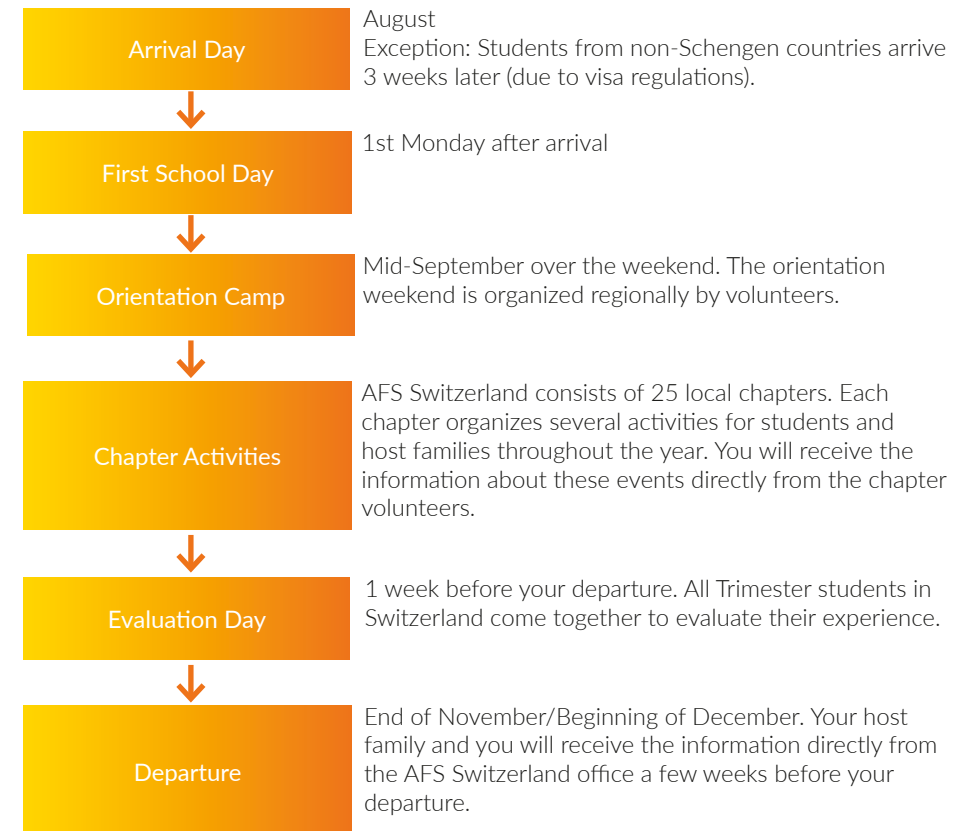 Arrival Day
August
Exception: Students from non-Schengen countries arrive
3 weeks later (due to visa regulations).
First School Day
1st Monday after arrival
Orientation Camp
Mid-September over the weekend. The orientation
weekend is organized regionally by volunteers.
Chapter Activities
AFS Switzerland consists of 25 local chapters. Each
chapter organizes several activities for students and
host families throughout the year. You will receive the
information about these events directly from the chapter
volunteers.
Evaluation Day
1 week before your departure. All Trimester students in
Switzerland come together to evaluate their experience.
Departure
End of November/Beginning of December. Your host
family and you will receive the information directly from
the AFS Switzerland office a few weeks before your
departure.